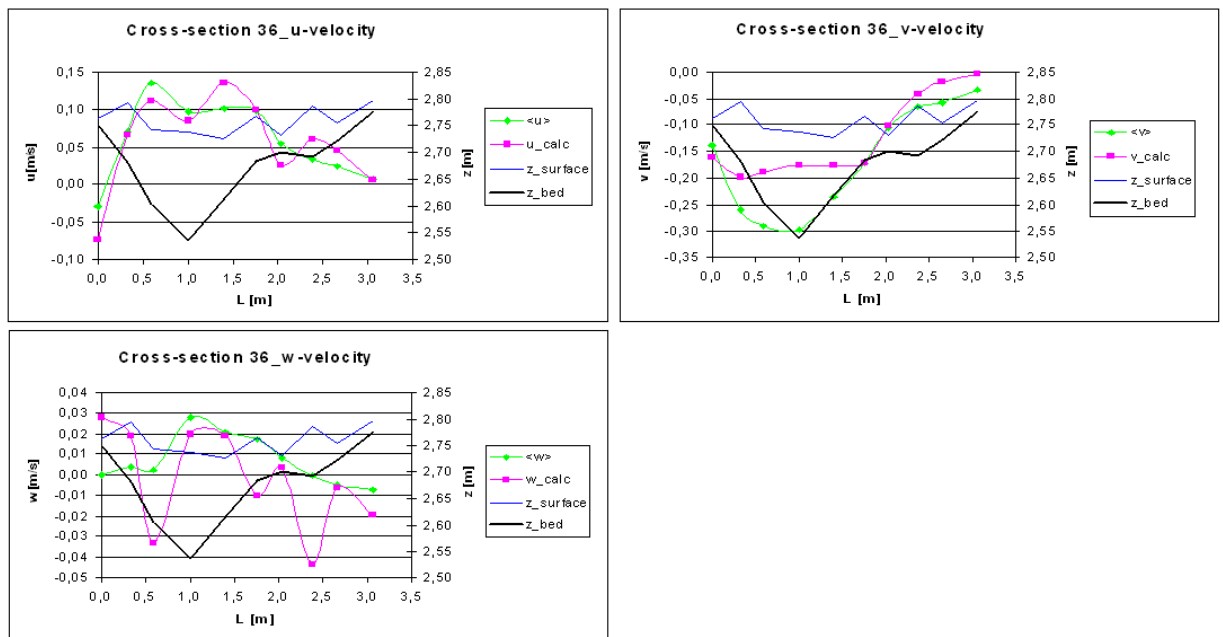 Cross-section 36_u-velocity
0,15
0,10
0,05
0,00
-0,05
-0,10
u[m/s]
2,85
2,80
2,75
2,70
2,65
2,60
2,55
2,50
z [m]
0,0 0,5 1,0 1,5 2,0 2,5 3,0 3,5
L [m]
<u>
u_calc
z_surface
z_bed
Cross-section 36_v-velocity
0,00
-0,05
-0,10
-0,15
-0,20
-0,25
-0,30
-0,35
v [m/s]
2,85
2,80
2,75
2,70
2,65
2,60
2,55
2,50
z [m]
0,0 0,5 1,0 1,5 2,0 2,5 3,0 3,5
L [m]
<v>
v_calc
z_surface
z_bed
Cross-section 36_w-velocity
0,04
0,03
0,02
0,01
0,00
-0,01
-0,02
-0,03
-0,04
-0,05
w [m/s]
2,85
2,80
2,75
2,70
2,65
2,60
2,55
2,50
z [m]
0,0 0,5 1,0 1,5 2,0 2,5 3,0 3,5
L [m]
<w>
w_calc
z_surface
z_bed